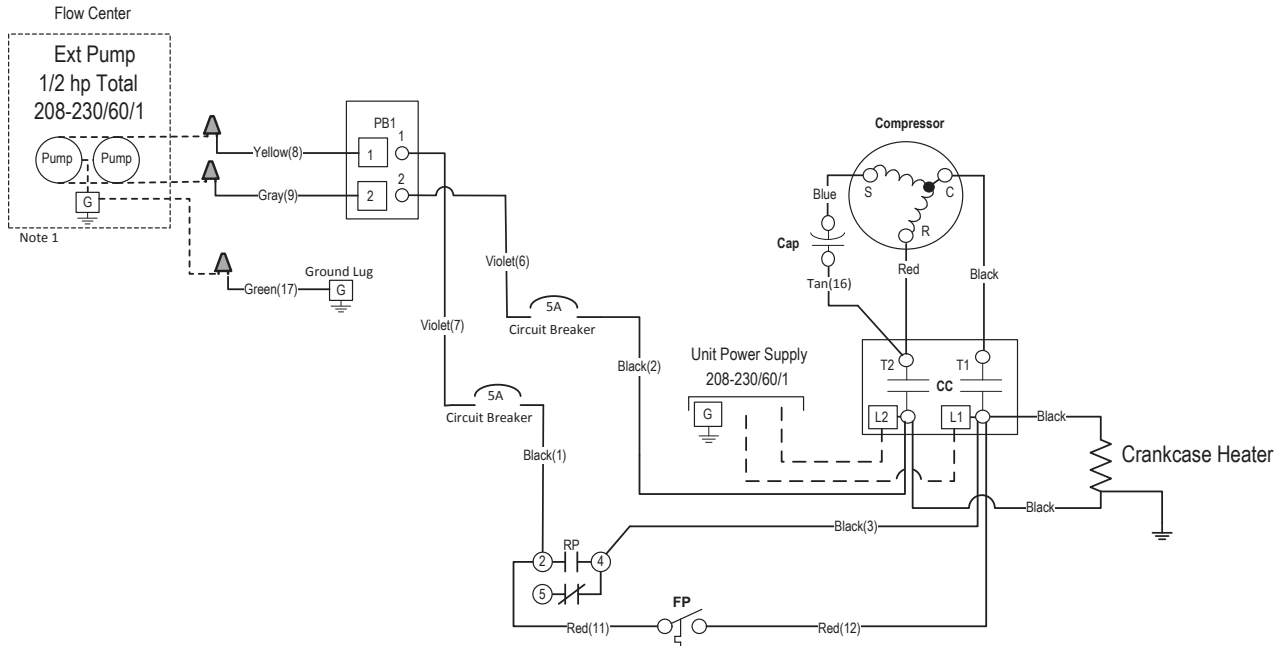 Flow Center
Ext Pump
1/2 hp Total
208-230/60/1
Pump
Pump
G
Note 1
Yellow(8)
Gray(9)
Green(17)
Ground Lug
G
PB1
1
1
2
2
Violet(6)
Violet(7)
5A
Circuit Breaker
5A
Circuit Breaker
Black(2)
Black(1)
Unit Power Supply
208-230/60/1
G
Compressor
S
C
R
Blue
Cap
Tan(16)
Red
Black
T2
T1
CC
L2
L1
Black
Crankcase Heater
Black
Black(3)
RP
2
4
5
FP
Red(11)
Red(12)